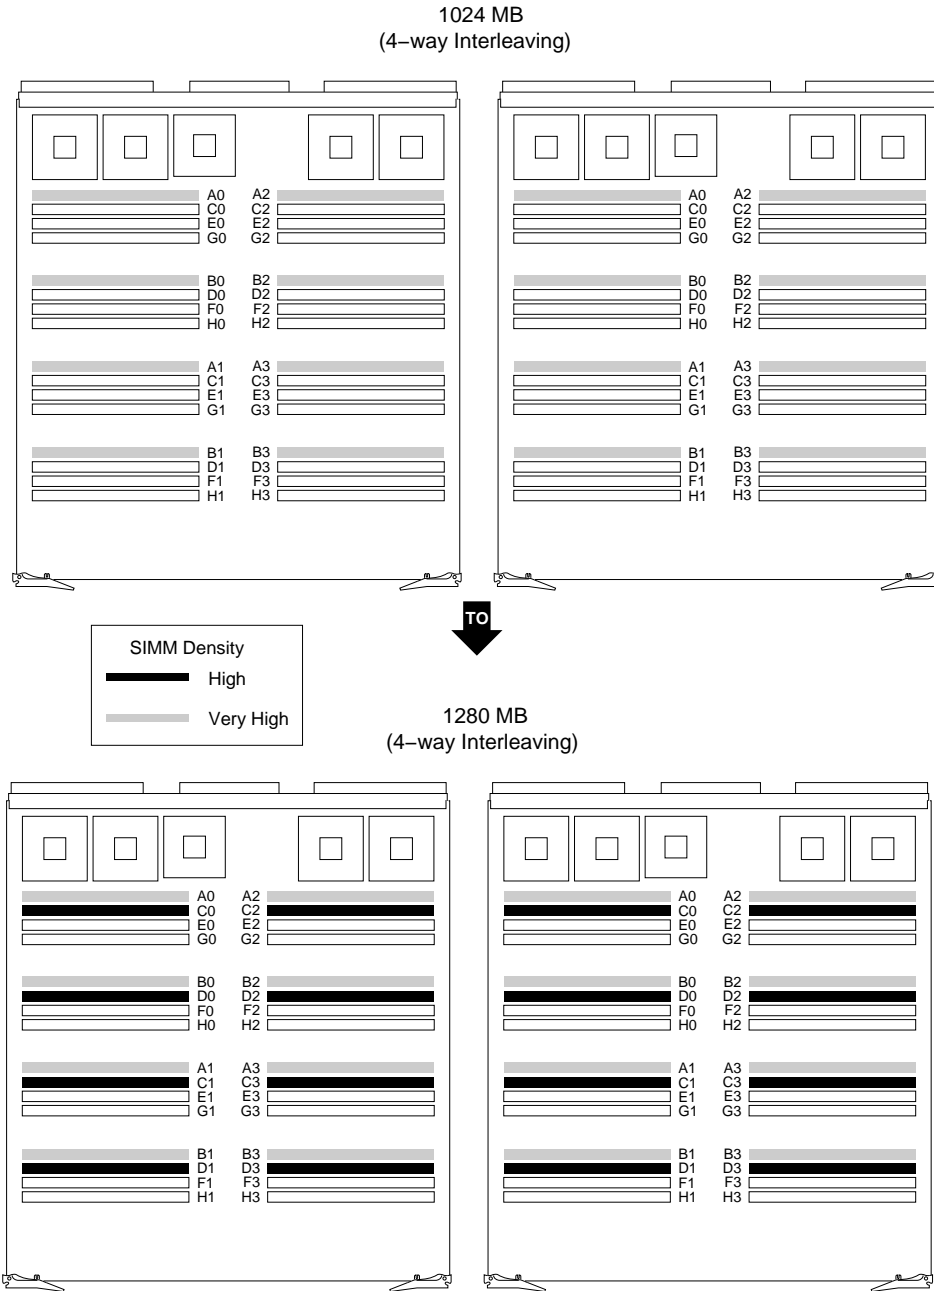 1024 MB
(4–way Interleaving)
A0 A2 A0 A2
C0 C2 C0 C2
E0 E2 E0 E2
G0 G2 G0 G2
B0 B2 B0 B2
D0 D2 D0 D2
F0 F2 F0 F2
H0 H2 H0 H2
A1 A3 A1 A3
C1 C3 C1 C3
E1 E3 E1 E3
G1 G3 G1 G3
B1 B3 B1 B3
D1 D3 D1 D3
F1 F3 F1 F3
H1 H3 H1 H3
TO
SIMM Density
High
Very High
1280 MB
(4–way Interleaving)
A0 A2 A0 A2
C0 C2 C0 C2
E0 E2 E0 E2
G0 G2 G0 G2
B0 B2 B0 B2
D0 D2 D0 D2
F0 F2 F0 F2
H0 H2 H0 H2
A1 A3 A1 A3
C1 C3 C1 C3
E1 E3 E1 E3
G1 G3 G1 G3
B1 B3 B1 B3
D1 D3 D1 D3
F1 F3 F1 F3
H1 H3 H1 H3